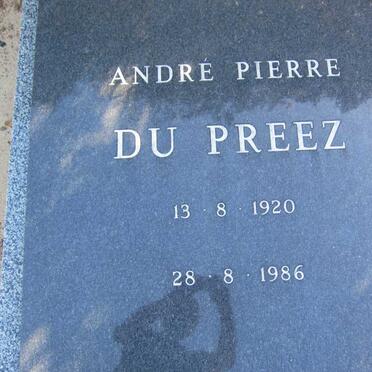 ANDRÉ PIERRE
DU PREEZ
13 · 8 · 1920
28 · 8 · 1986